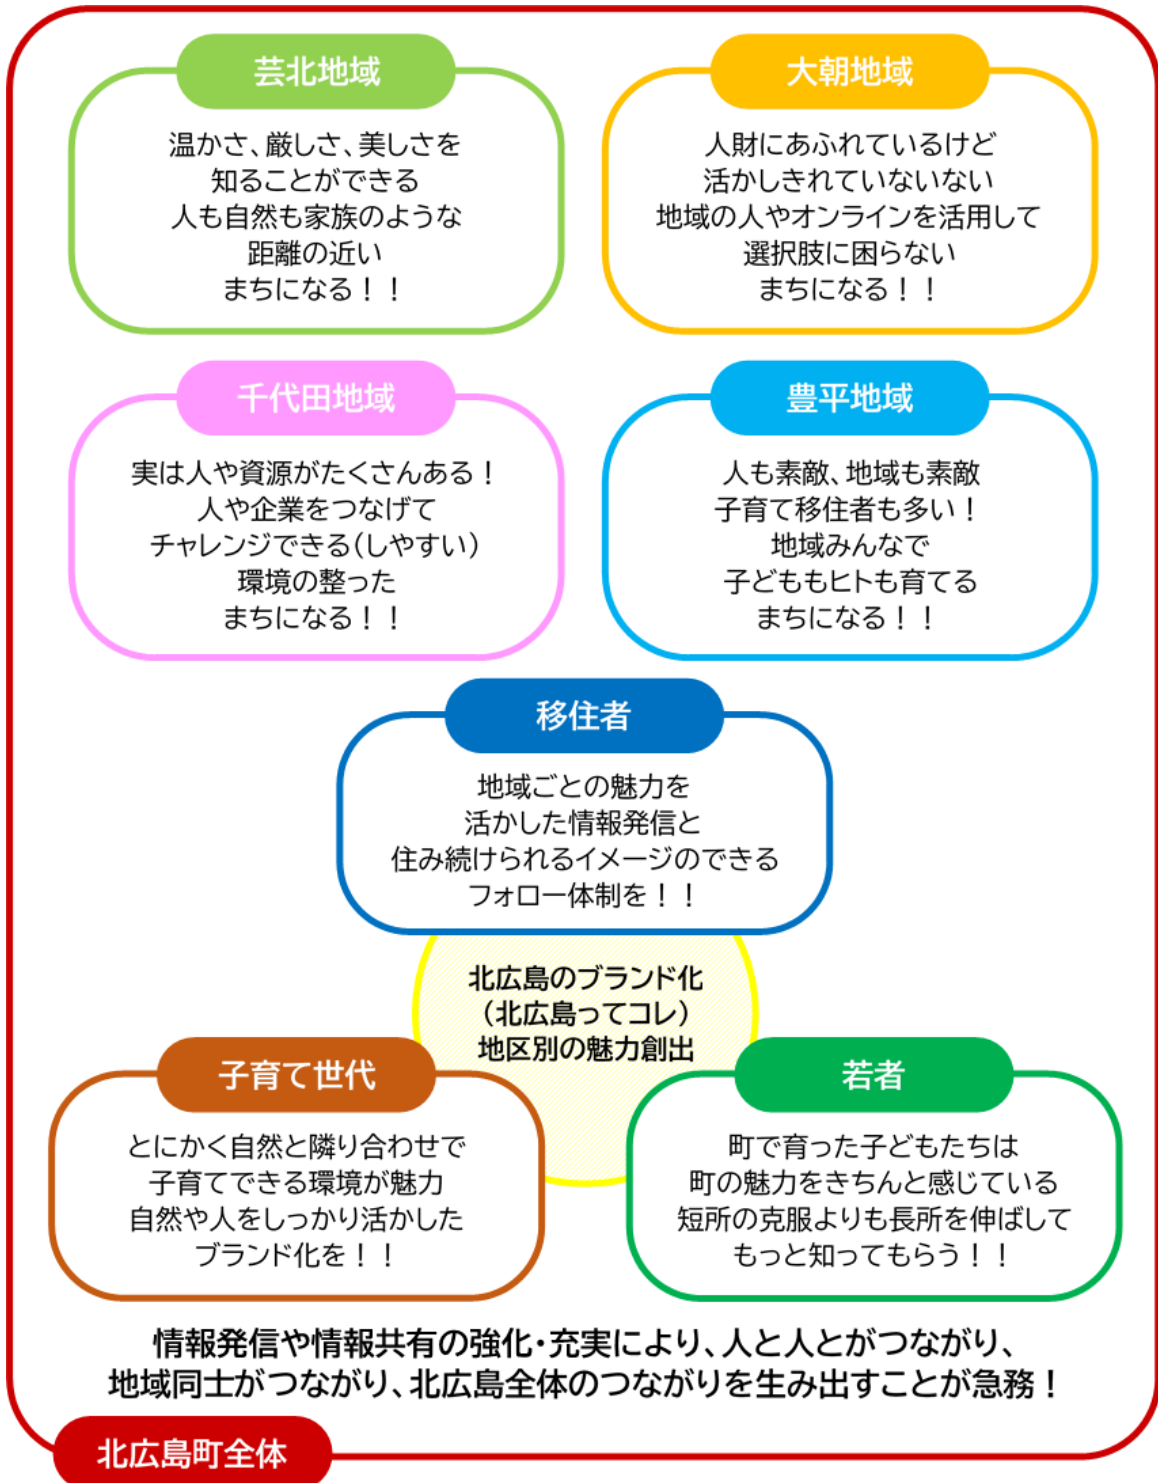 芸北地域
温かさ、厳しさ、美しさを
知ることができる
人も自然も家族のような
距離の近い
まちになる！！
大朝地域
人財にあふれているけど
活かしきれていないない
地域の人やオンラインを活用して
選択肢に困らない
まちになる！！
千代田地域
実は人や資源がたくさんある！
人や企業をつなげて
チャレンジできる（しやすい）
環境の整った
まちになる！！
豊平地域
人も素敵、地域も素敵
子育て移住者も多い！
地域みんなで
子どももヒトも育てる
まちになる！！
移住者
地域ごとの魅力を
活かした情報発信と
住み続けられるイメージのできる
フォロー体制を！！
北広島のブランド化
（北広島ってコレ）
地区別の魅力創出
子育て世代
とにかく自然と隣り合わせで
子育てできる環境が魅力
自然や人をしっかり活かした
ブランド化を！！
若者
町で育った子どもたちは
町の魅力をきちんと感じている
短所の克服よりも長所を伸ばして
もっと知ってもらう！！
情報発信や情報共有の強化・充実により、人と人とがつながり、
地域同士がつながり、北広島全体のつながりを生み出すことが急務！
北広島町全体